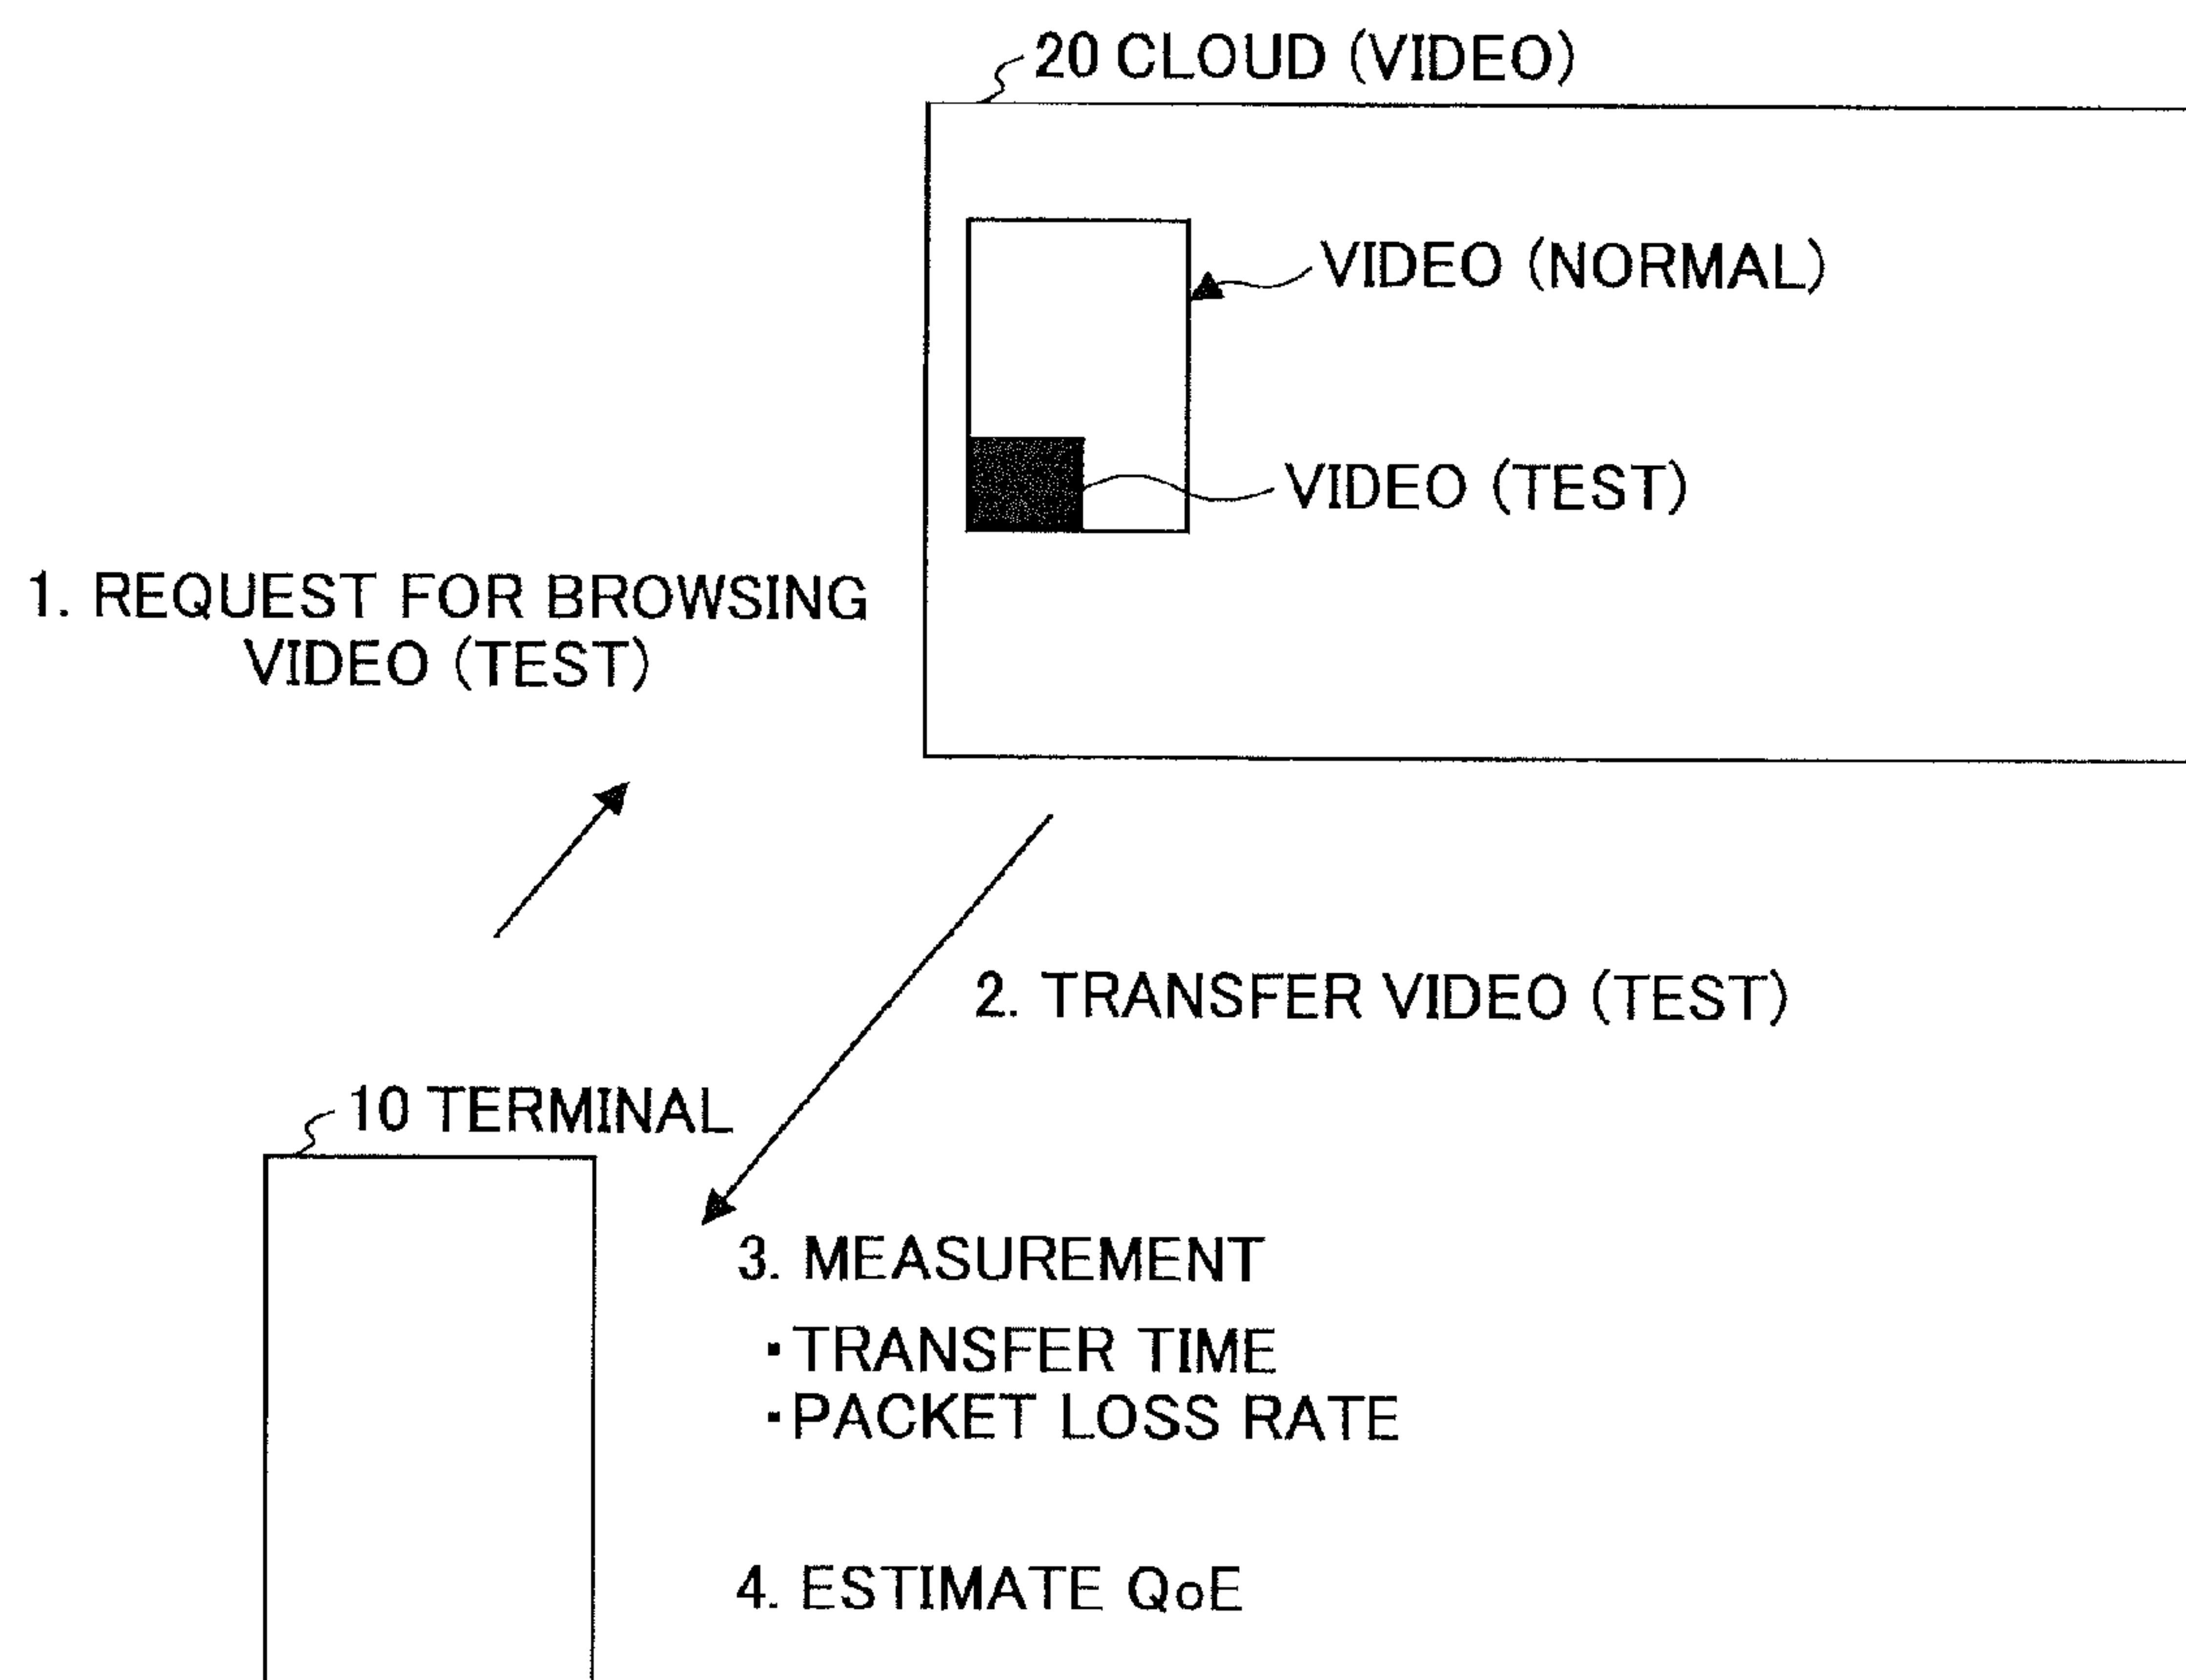 20 CLOUD (VIDEO)
VIDEO (NORMAL)
VIDEO (TEST)
1. REQUEST FOR BROWSING
VIDEO (TEST)
2. TRANSFER VIDEO (TEST)
10 TERMINAL
3. MEASUREMENT
・TRANSFER TIME
・PACKET LOSS RATE
4. ESTIMATE QoE